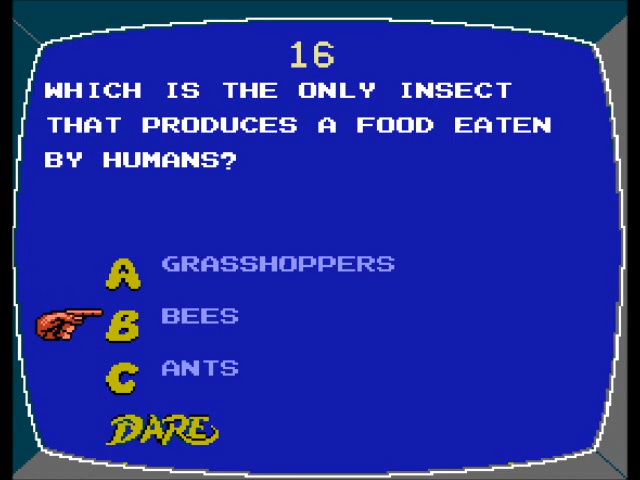 16
WHICH IS THE ONLY INSECT
THAT PRODUCES A FOOD EATEN
BY HUMANS?
A GRASSHOPPERS
B BEES
C ANTS
DARE